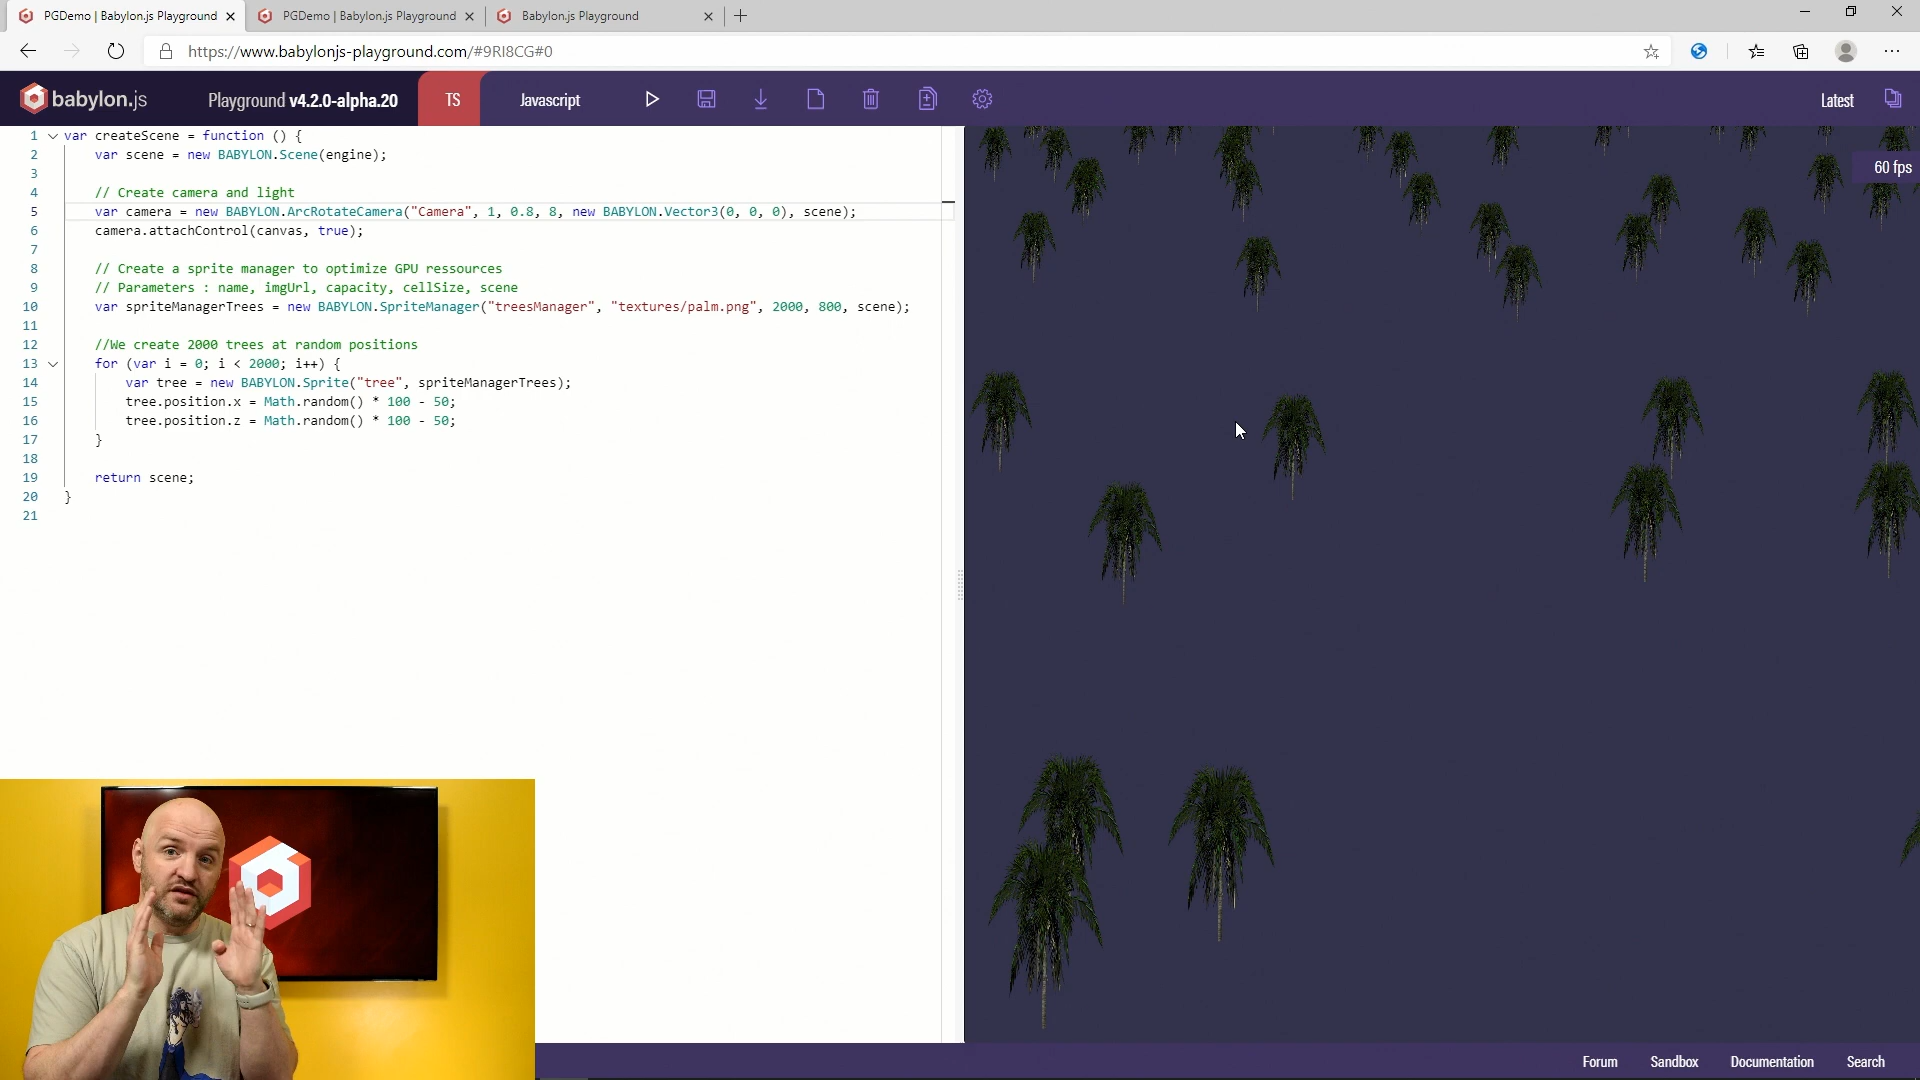 PGDemo | Babylon.js Playground
PGDemo | Babylon.js Playground
Babylon.js Playground
https://www.babylonjs-playground.com/#9RI8CG#0
babylon.js
Playground v4.2.0-alpha.20
TS
Javascript
Latest
60 fps
1 var createScene = function () {
2 var scene = new BABYLON.Scene(engine);
3
4 // Create camera and light
5 var camera = new BABYLON.ArcRotateCamera("Camera", 1, 0.8, 8, new BABYLON.Vector3(0, 0, 0), scene);
6 camera.attachControl(canvas, true);
7
8 // Create a sprite manager to optimize GPU ressources
9 // Parameters : name, imgUrl, capacity, cellSize, scene
10 var spriteManagerTrees = new BABYLON.SpriteManager("treesManager", "textures/palm.png", 2000, 800, scene);
11
12 //We create 2000 trees at random positions
13 for (var i = 0; i < 2000; i++) {
14 var tree = new BABYLON.Sprite("tree", spriteManagerTrees);
15 tree.position.x = Math.random() * 100 - 50;
16 tree.position.z = Math.random() * 100 - 50;
17 }
18
19 return scene;
20 }
21
Forum
Sandbox
Documentation
Search